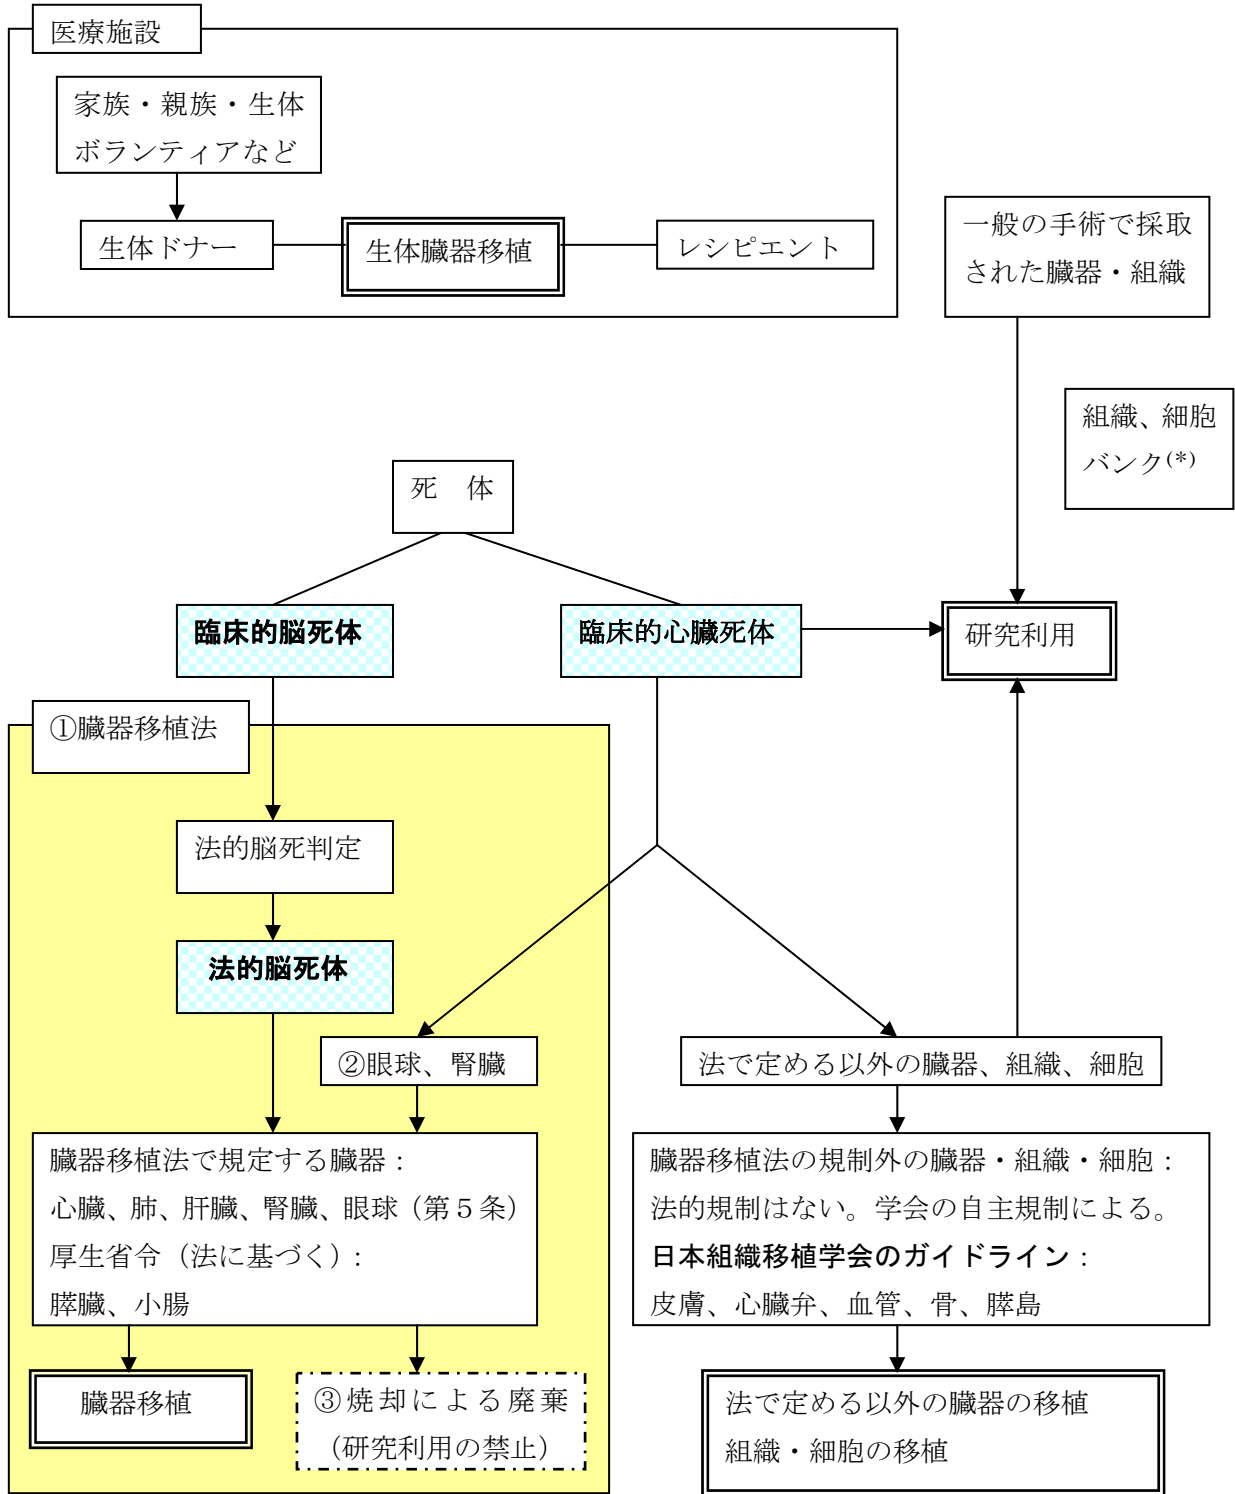 医療施設
家族・親族・生体
ボランティアなど
生体ドナー
生体臓器移植
レシピエント
一般の手術で採取
された臓器・組織
組織、細胞
バンク(*)
死　体
臨床的脳死体
臨床的心臓死体
研究利用
①臓器移植法
法的脳死判定
法的脳死体
②眼球、腎臓
法で定める以外の臓器、組織、細胞
臓器移植法で規定する臓器：
心臓、肺、肝臓、腎臓、眼球（第５条）
厚生省令（法に基づく）：
膵臓、小腸
臓器移植法の規制外の臓器・組織・細胞：
法的規制はない。学会の自主規制による。
日本組織移植学会のガイドライン：
皮膚、心臓弁、血管、骨、膵島
臓器移植
③焼却による廃棄
（研究利用の禁止）
法で定める以外の臓器の移植
組織・細胞の移植